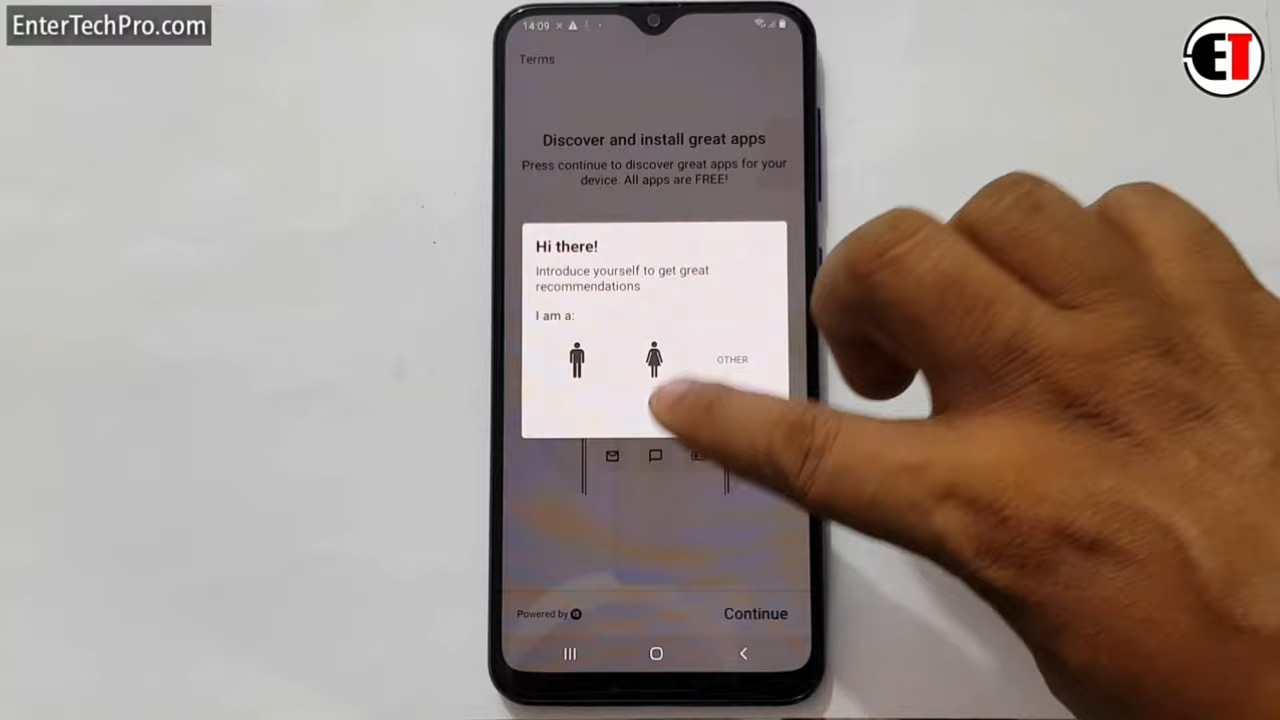 EnterTechPro.com
ET
14:09
Terms
Discover and install great apps
Press continue to discover great apps for your
device. All apps are FREE!
Hi there!
Introduce yourself to get great
recommendations
I am a:
OTHER
Powered by
Continue